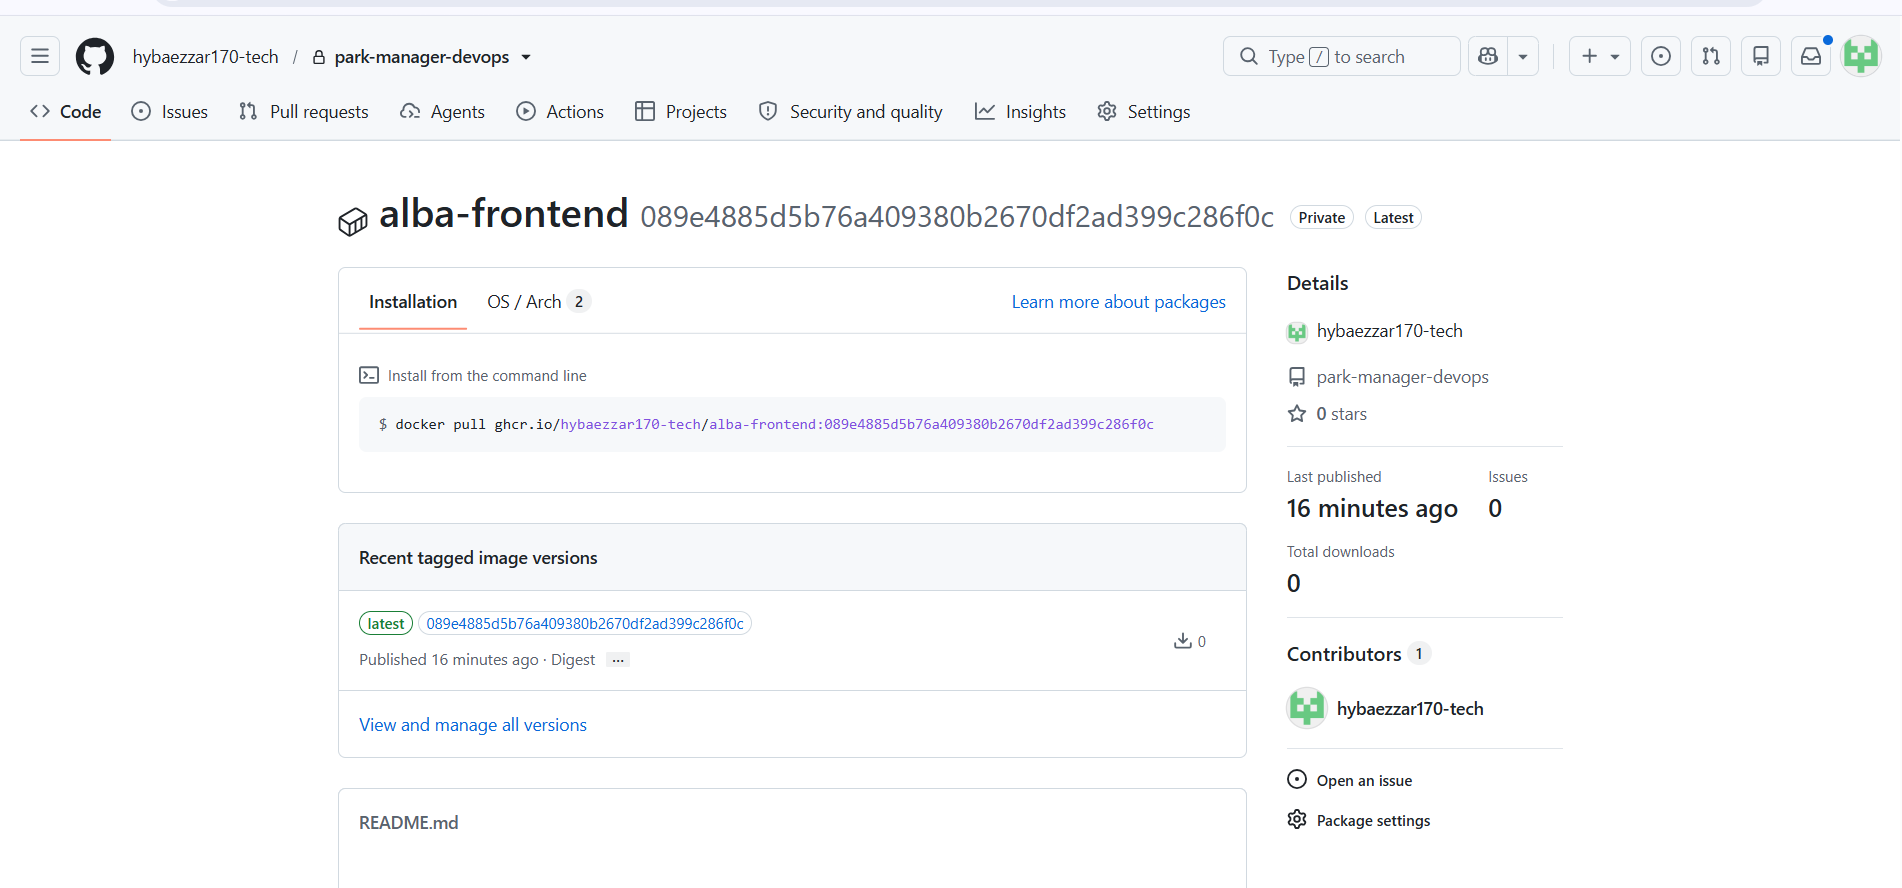 hybaezzar170-tech / park-manager-devops
Type / to search
Code Issues Pull requests Agents Actions Projects Security and quality Insights Settings
alba-frontend 089e4885d5b76a409380b2670df2ad399c286f0c Private Latest
Installation OS / Arch 2 Learn more about packages
Install from the command line
$ docker pull ghcr.io/hybaezzar170-tech/alba-frontend:089e4885d5b76a409380b2670df2ad399c286f0c
Recent tagged image versions
latest 089e4885d5b76a409380b2670df2ad399c286f0c
Published 16 minutes ago · Digest ...
0
View and manage all versions
README.md
Details
hybaezzar170-tech
park-manager-devops
0 stars
Last published Issues
16 minutes ago 0
Total downloads
0
Contributors 1
hybaezzar170-tech
Open an issue
Package settings